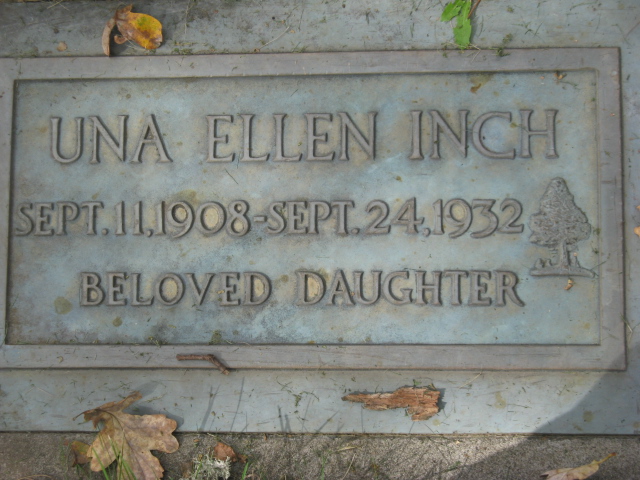 UNA ELLEN INCH
SEPT. 11, 1908-SEPT. 24, 1932
BELOVED DAUGHTER